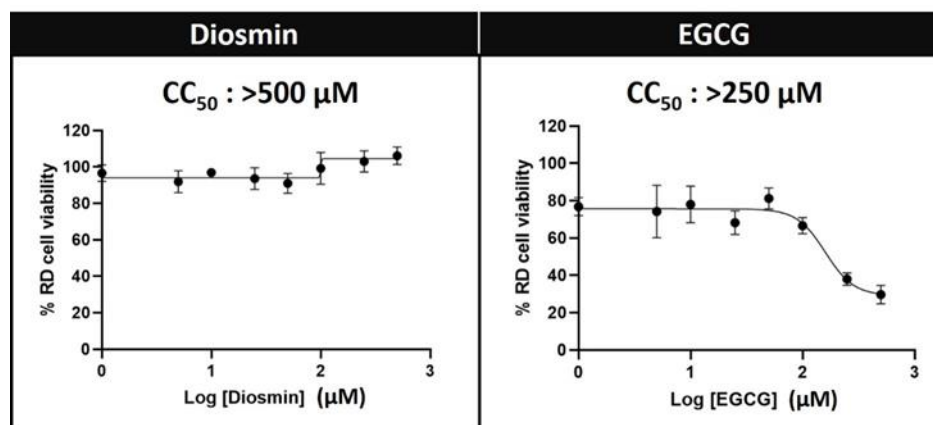 Diosmin
CC50 : >500 µM
% RD cell viability
120
100
80
60
40
20
0
0
1
2
3
Log [Diosmin] (µM)
EGCG
CC50 : >250 µM
% RD cell viability
120
100
80
60
40
20
0
0
1
2
3
Log [EGCG] (µM)